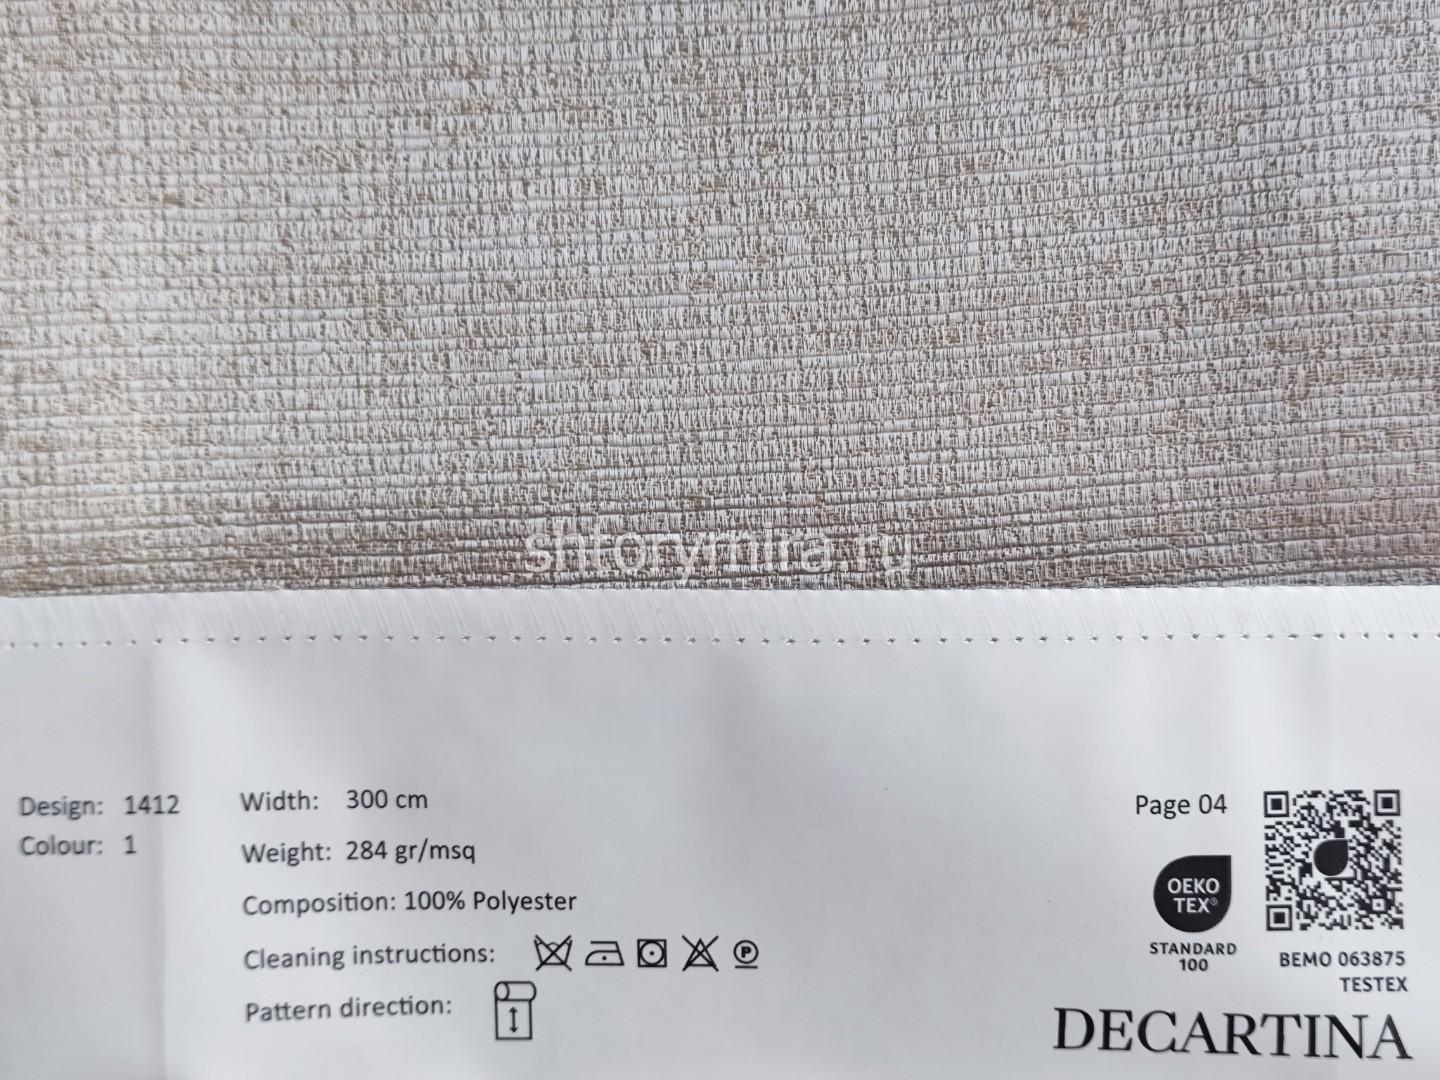 shtorymira.ru
Design: 1412
Colour: 1
Width: 300 cm
Weight: 284 gr/msq
Composition: 100% Polyester
Cleaning instructions:
P
Pattern direction:
Page 04
OEKO
TEX®
STANDARD
100
BEMO 063875
TESTEX
DECARTINA